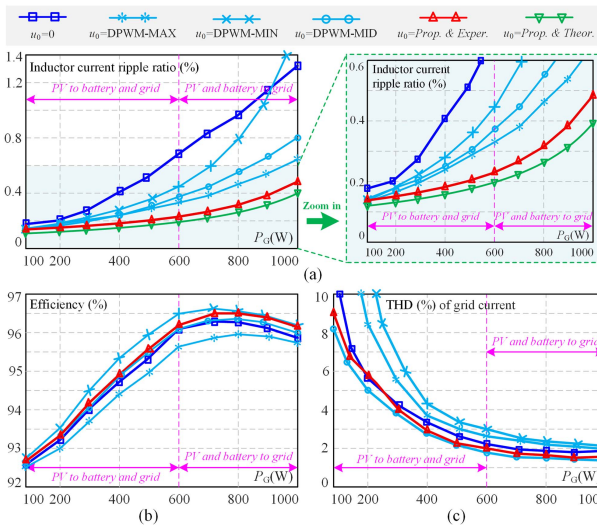 u₀=0 u₀=DPWM-MAX u₀=DPWM-MIN u₀=DPWM-MID u₀=Prop. & Exper. u₀=Prop. & Theor.
1.4
Inductor current
ripple ratio (%)
1.2
PV to battery and grid
PV and battery to grid
0.8
0.4
0
P_G(W)
100 200 400 600 800 1000
Zoom in
0.6
Inductor current
ripple ratio (%)
0.4
0.2
PV to battery and grid
PV and battery to grid
0
P_G(W)
100 200 400 600 800 1000
(a)
97
Efficiency (%)
96
95
94
93
PV to battery and grid
PV and battery to grid
92
P_G(W)
100 200 400 600 800 1000
(b)
10
THD (%) of grid current
8
PV and battery to grid
6
4
2
PV to battery and grid
0
P_G(W)
100 200 400 600 800 1000
(c)